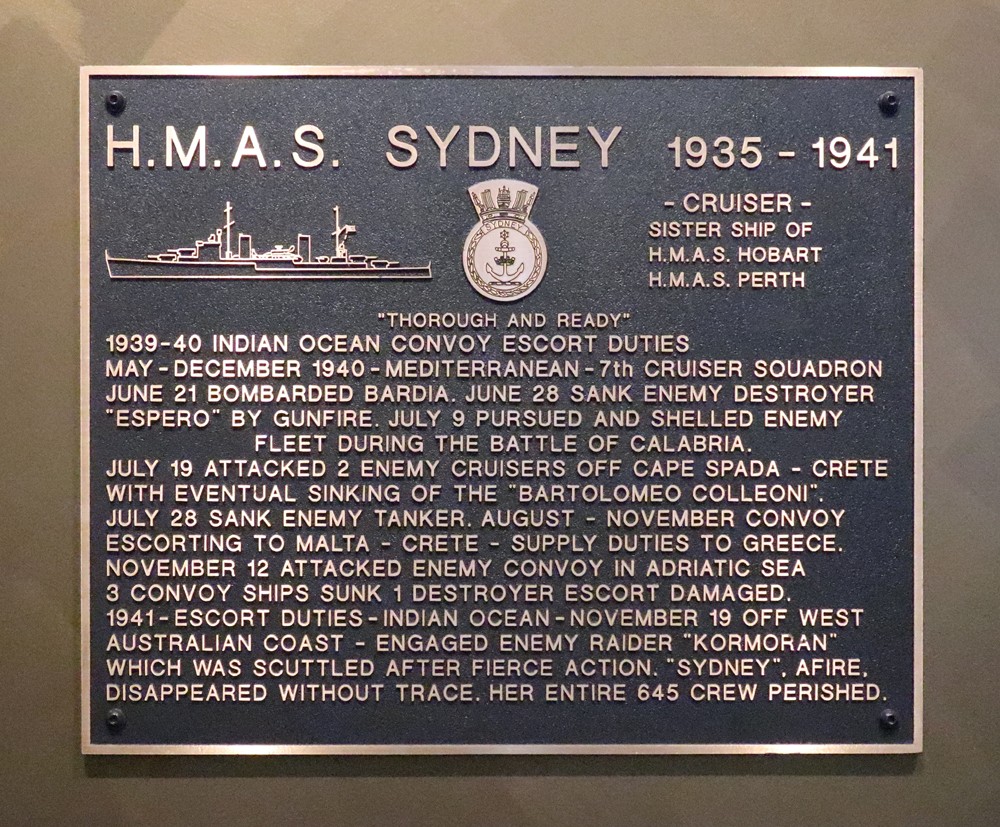 H.M.A.S. SYDNEY 1935 - 1941
- CRUISER -
SISTER SHIP OF
H.M.A.S. HOBART
H.M.A.S. PERTH
SYDNEY
"THOROUGH AND READY"
1939-40 INDIAN OCEAN CONVOY ESCORT DUTIES
MAY - DECEMBER 1940 - MEDITERRANEAN - 7th CRUISER SQUADRON
JUNE 21 BOMBARDED BARDIA. JUNE 28 SANK ENEMY DESTROYER
"ESPERO" BY GUNFIRE. JULY 9 PURSUED AND SHELLED ENEMY
FLEET DURING THE BATTLE OF CALABRIA.
JULY 19 ATTACKED 2 ENEMY CRUISERS OFF CAPE SPADA - CRETE
WITH EVENTUAL SINKING OF THE "BARTOLOMEO COLLEONI".
JULY 28 SANK ENEMY TANKER. AUGUST - NOVEMBER CONVOY
ESCORTING TO MALTA - CRETE - SUPPLY DUTIES TO GREECE.
NOVEMBER 12 ATTACKED ENEMY CONVOY IN ADRIATIC SEA
3 CONVOY SHIPS SUNK 1 DESTROYER ESCORT DAMAGED.
1941 - ESCORT DUTIES - INDIAN OCEAN - NOVEMBER 19 OFF WEST
AUSTRALIAN COAST - ENGAGED ENEMY RAIDER "KORMORAN"
WHICH WAS SCUTTLED AFTER FIERCE ACTION. "SYDNEY", AFIRE,
DISAPPEARED WITHOUT TRACE. HER ENTIRE 645 CREW PERISHED.